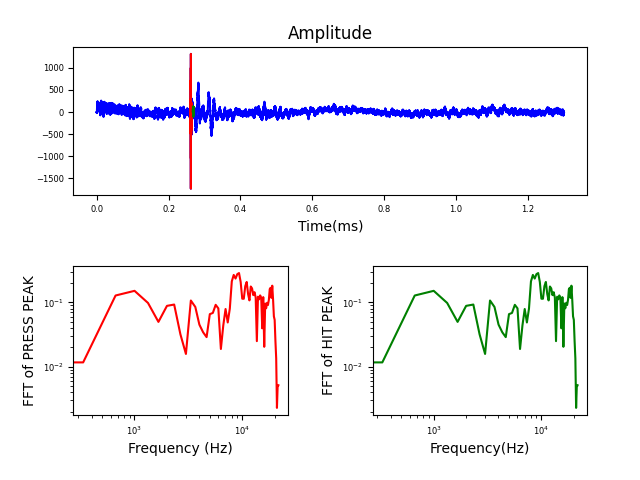 Amplitude
1000
500
0
−500
−1000
−1500
0.0 0.2 0.4 0.6 0.8 1.0 1.2
Time(ms)
FFT of PRESS PEAK
10⁻¹
10⁻²
10³ 10⁴
Frequency (Hz)
FFT of HIT PEAK
10⁻¹
10⁻²
10³ 10⁴
Frequency(Hz)